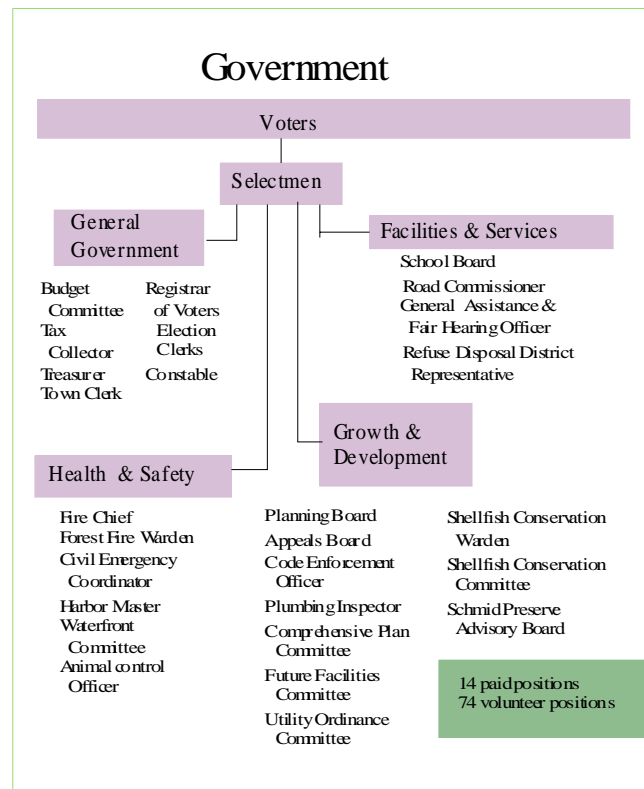 Government
Voters
Selectmen
General
Government
Budget
Committee
Tax
Collector
Treasurer
Town Clerk
Registrar
of Voters
Election
Clerks
Constable
Facilities & Services
School Board
Road Commissioner
General Assistance &
Fair Hearing Officer
Refuse Disposal District
Representative
Health & Safety
Fire Chief
Forest Fire Warden
Civil Emergency
Coordinator
Harbor Master
Waterfront
Committee
Animal control
Officer
Growth &
Development
Planning Board
Appeals Board
Code Enforcement
Officer
Plumbing Inspector
Comprehensive Plan
Committee
Future Facilities
Committee
Utility Ordinance
Committee
Shellfish Conservation
Warden
Shellfish Conservation
Committee
Schmid Preserve
Advisory Board
14 paid positions
74 volunteer positions